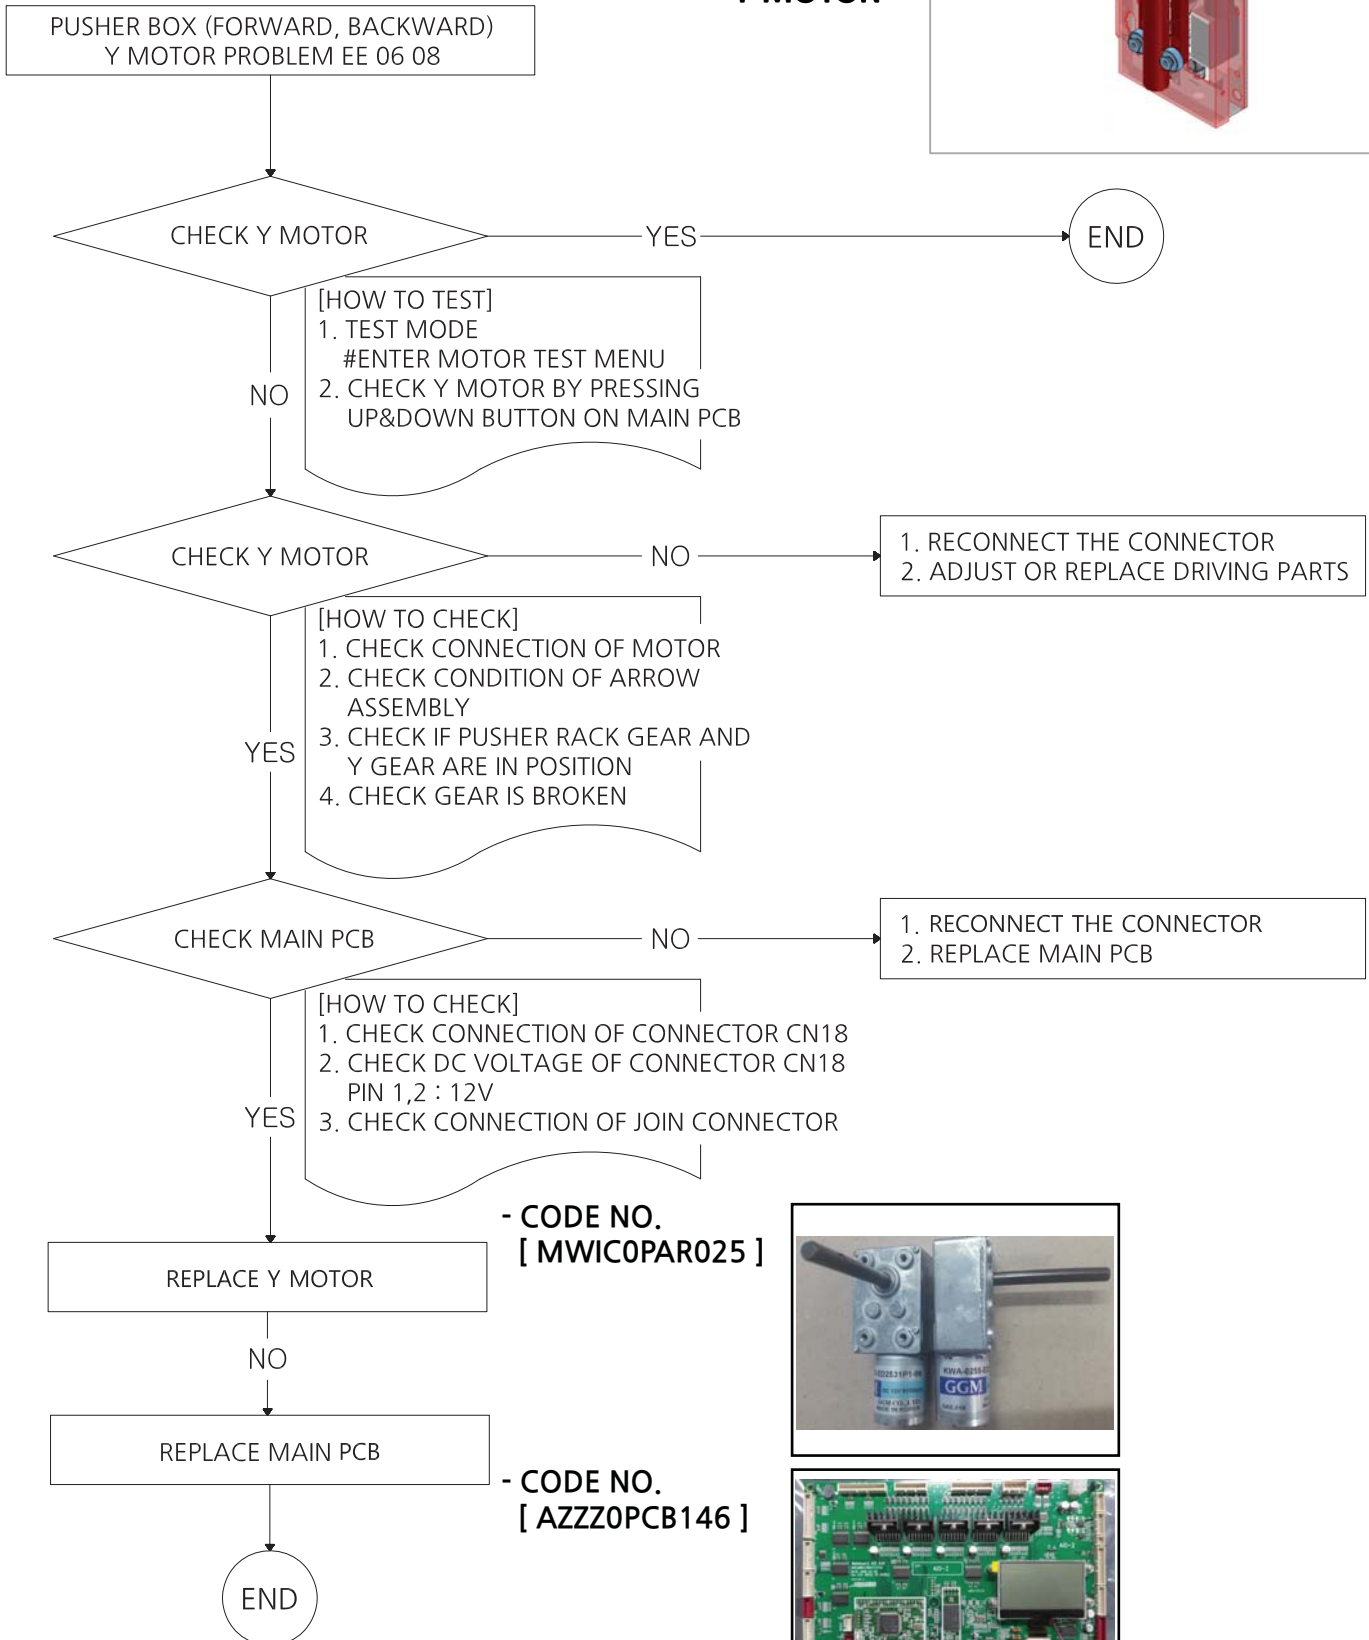 Y MOTOR
PUSHER BOX (FORWARD, BACKWARD)
Y MOTOR PROBLEM EE 06 08
CHECK Y MOTOR
YES
END
[HOW TO TEST]
1. TEST MODE
#ENTER MOTOR TEST MENU
2. CHECK Y MOTOR BY PRESSING
UP&DOWN BUTTON ON MAIN PCB
NO
CHECK Y MOTOR
NO
1. RECONNECT THE CONNECTOR
2. ADJUST OR REPLACE DRIVING PARTS
[HOW TO CHECK]
1. CHECK CONNECTION OF MOTOR
2. CHECK CONDITION OF ARROW
ASSEMBLY
3. CHECK IF PUSHER RACK GEAR AND
Y GEAR ARE IN POSITION
4. CHECK GEAR IS BROKEN
YES
CHECK MAIN PCB
NO
1. RECONNECT THE CONNECTOR
2. REPLACE MAIN PCB
[HOW TO CHECK]
1. CHECK CONNECTION OF CONNECTOR CN18
2. CHECK DC VOLTAGE OF CONNECTOR CN18
PIN 1,2 : 12V
3. CHECK CONNECTION OF JOIN CONNECTOR
YES
- CODE NO.
[ MWIC0PAR025 ]
REPLACE Y MOTOR
GGM
NO
REPLACE MAIN PCB
- CODE NO.
[ AZZZ0PCB146 ]
END